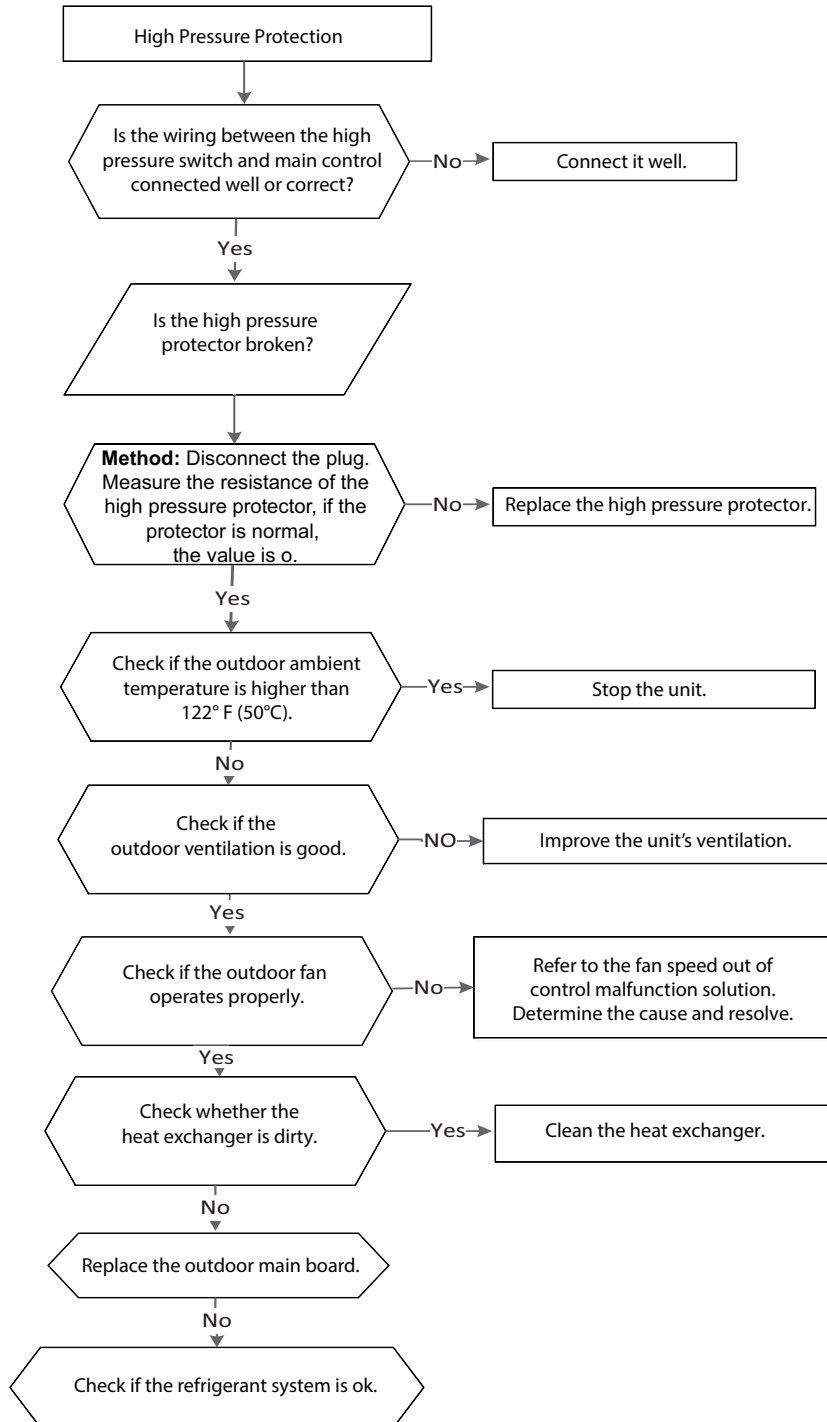 High Pressure Protection
Is the wiring between the high
pressure switch and main control
connected well or correct?
No
Connect it well.
Yes
Is the high pressure
protector broken?
Method: Disconnect the plug.
Measure the resistance of the
high pressure protector, if the
protector is normal,
the value is o.
No
Replace the high pressure protector.
Yes
Check if the outdoor ambient
temperature is higher than
122° F (50°C).
Yes
Stop the unit.
No
Check if the
outdoor ventilation is good.
NO
Improve the unit’s ventilation.
Yes
Check if the outdoor fan
operates properly.
No
Refer to the fan speed out of
control malfunction solution.
Determine the cause and resolve.
Yes
Check whether the
heat exchanger is dirty.
Yes
Clean the heat exchanger.
No
Replace the outdoor main board.
No
Check if the refrigerant system is ok.